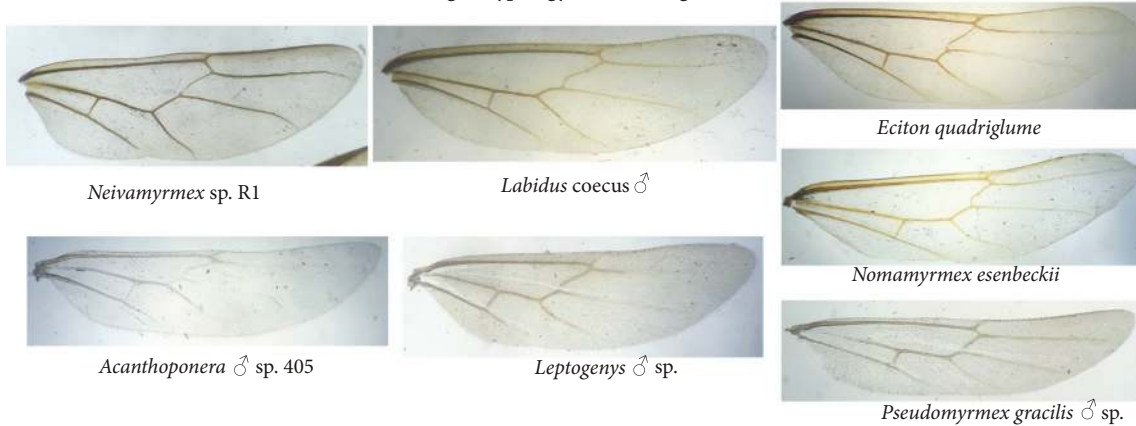 Neivamyrmex sp. R1
Labidus coecus ♂
Eciton quadriglume
Nomamyrmex esenbeckii
Acanthoponera ♂ sp. 405
Leptogenys ♂ sp.
Pseudomyrmex gracilis ♂ sp.